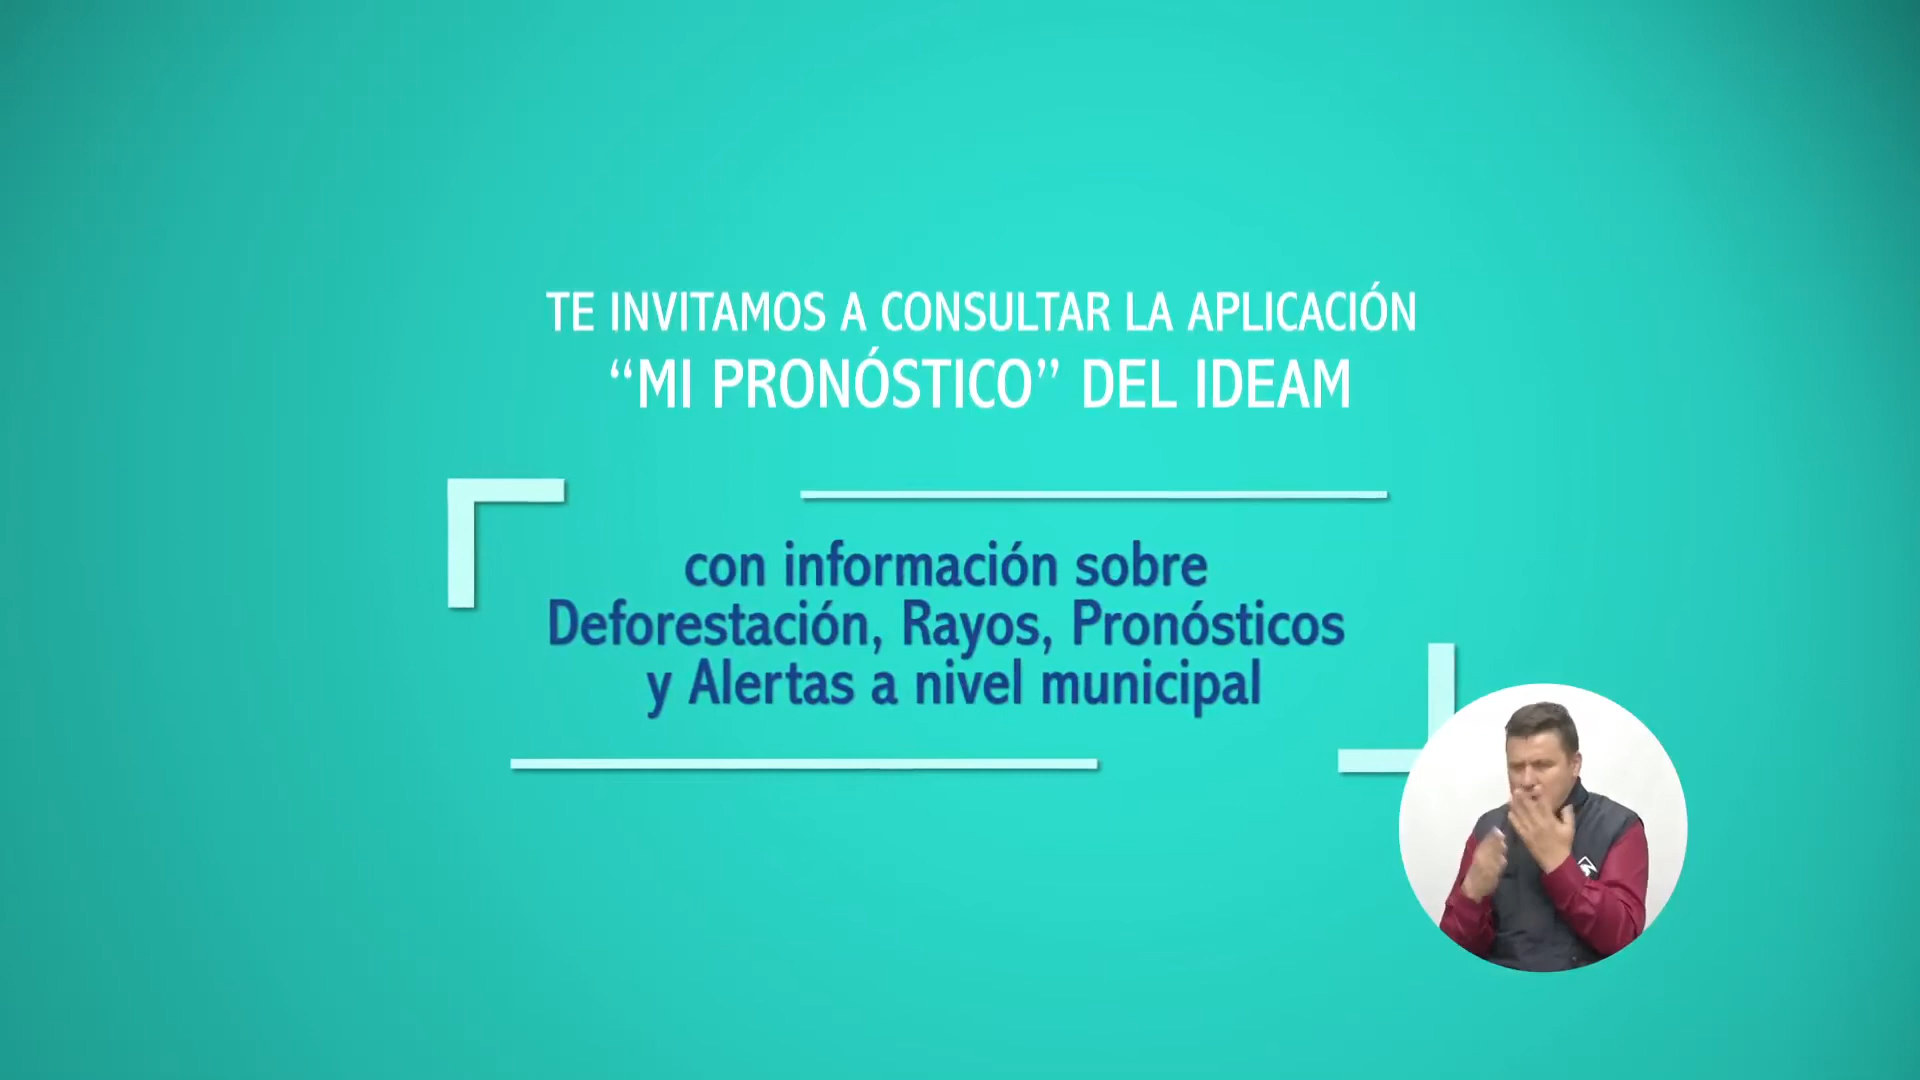 TE INVITAMOS A CONSULTAR LA APLICACIÓN
“MI PRONÓSTICO” DEL IDEAM
con información sobre
Deforestación, Rayos, Pronósticos
y Alertas a nivel municipal